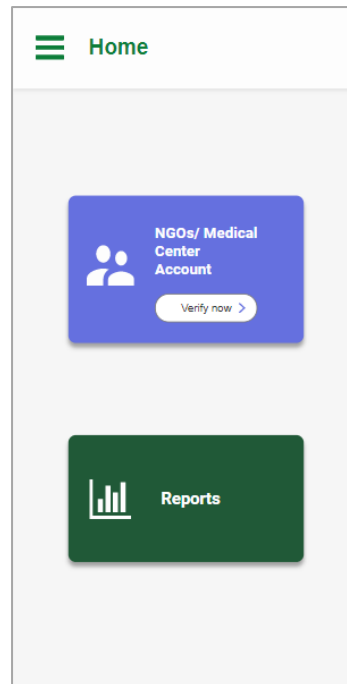 Home
NGOs/ Medical
Center
Account
Verify now
Reports